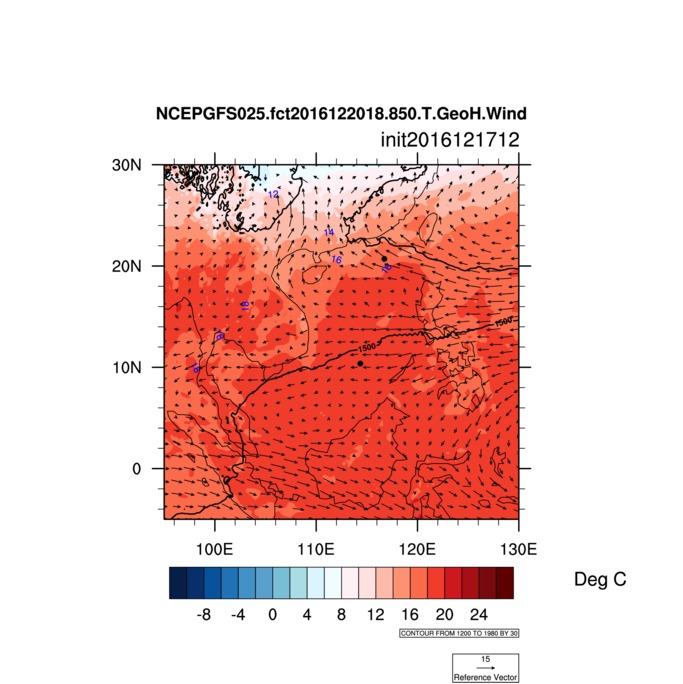 NCEPGFS025.fct2016122018.850.T.GeoH.Wind
init2016121712
30N
12
14
16
20N
18
1500
1500
10N
0
100E 110E 120E 130E
Deg C
-8 -4 0 4 8 12 16 20 24
CONTOUR FROM 1200 TO 1980 BY 30
15
Reference Vector